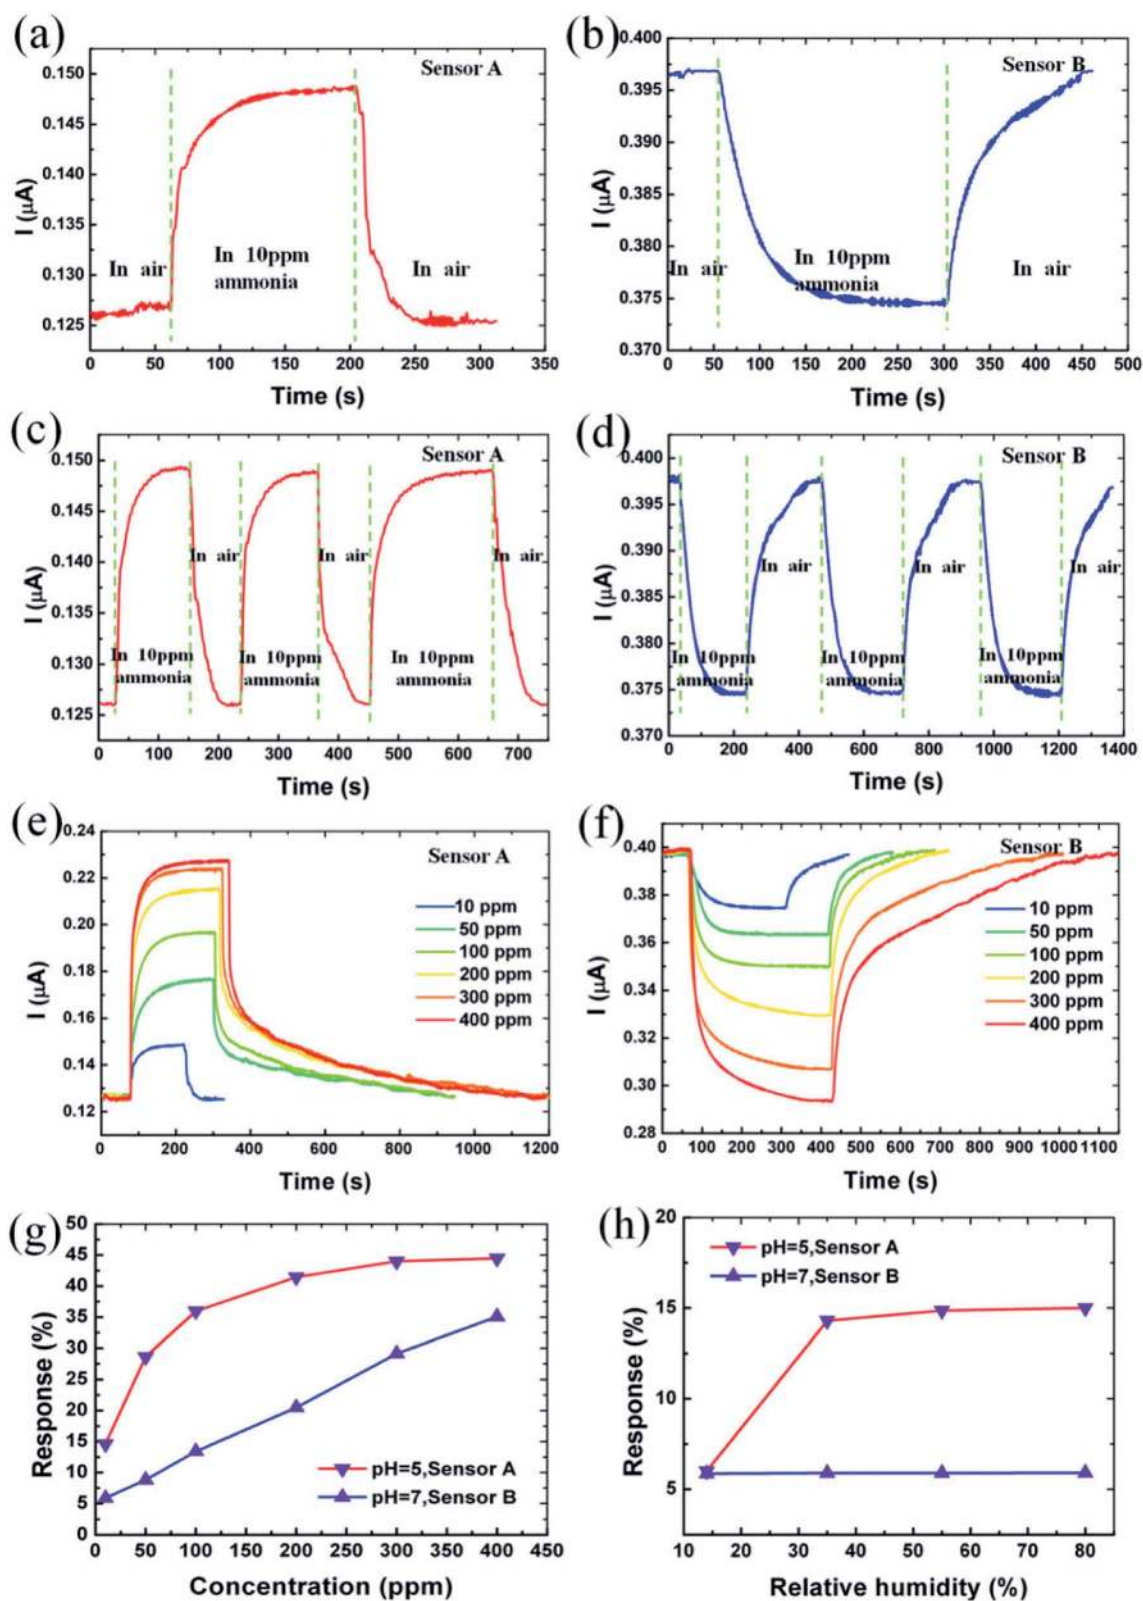 (a)
Sensor A
0.150
0.145
0.140
0.135
0.130
0.125
I (μA)
In air
In 10ppm
ammonia
In air
0 50 100 150 200 250 300 350
Time (s)
(b)
Sensor B
0.400
0.395
0.390
0.385
0.380
0.375
0.370
I (μA)
In air
In 10ppm
ammonia
In air
0 50 100 150 200 250 300 350 400 450 500
Time (s)
(c)
Sensor A
0.150
0.145
0.140
0.135
0.130
0.125
I (μA)
In air
In air
In air
In 10ppm
ammonia
In 10ppm
ammonia
In 10ppm
ammonia
0 100 200 300 400 500 600 700
Time (s)
(d)
Sensor B
0.400
0.395
0.390
0.385
0.380
0.375
0.370
I (μA)
In air
In air
In air
In 10ppm
ammonia
In 10ppm
ammonia
In 10ppm
ammonia
0 200 400 600 800 1000 1200 1400
Time (s)
(e)
Sensor A
0.24
0.22
0.20
0.18
0.16
0.14
0.12
I (μA)
10 ppm
50 ppm
100 ppm
200 ppm
300 ppm
400 ppm
0 200 400 600 800 1000 1200
Time (s)
(f)
Sensor B
0.40
0.38
0.36
0.34
0.32
0.30
0.28
I (μA)
10 ppm
50 ppm
100 ppm
200 ppm
300 ppm
400 ppm
0 100 200 300 400 500 600 700 800 900 1000 1100
Time (s)
(g)
50
45
40
35
30
25
20
15
10
5
0
Response (%)
pH=5,Sensor A
pH=7,Sensor B
0 50 100 150 200 250 300 350 400 450
Concentration (ppm)
(h)
20
15
10
5
Response (%)
pH=5,Sensor A
pH=7,Sensor B
10 20 30 40 50 60 70 80
Relative humidity (%)